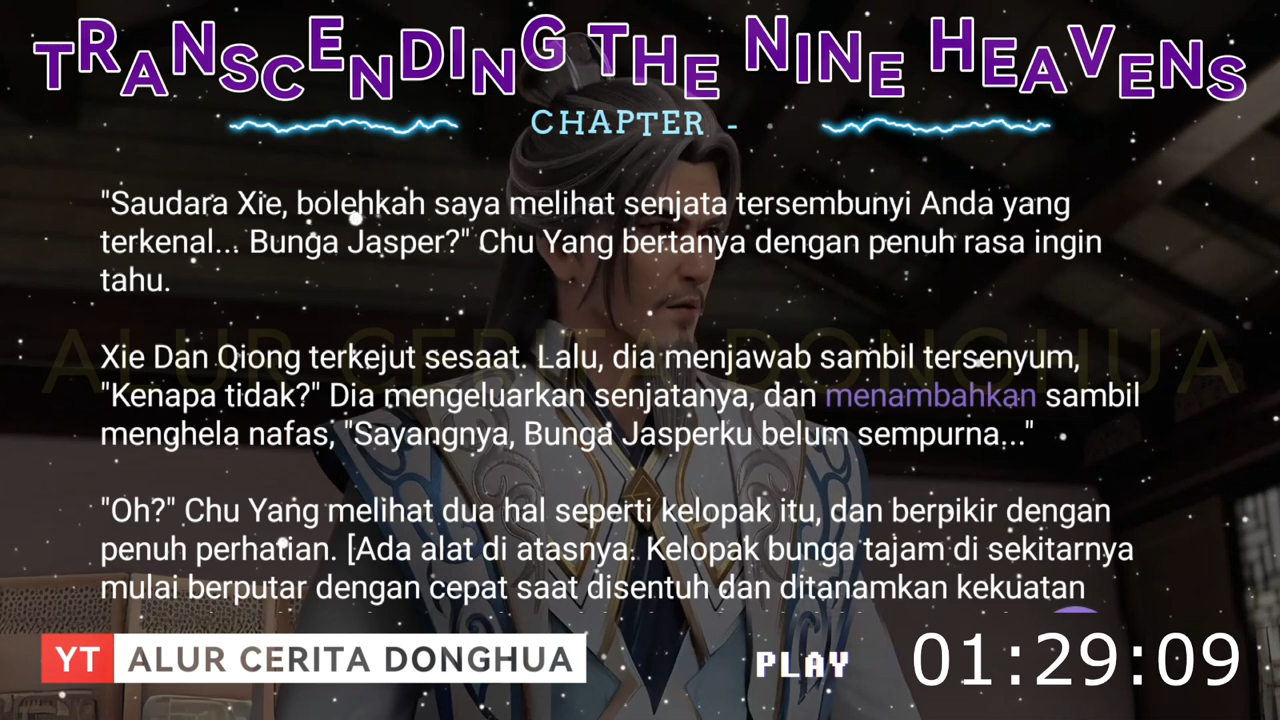 TRANSCENDING THE NINE HEAVENS
CHAPTER -
"Saudara Xie, bolehkah saya melihat senjata tersembunyi Anda yang
terkenal... Bunga Jasper?" Chu Yang bertanya dengan penuh rasa ingin
tahu.
ALUR CERITA DONGHUA
Xie Dan Qiong terkejut sesaat. Lalu, dia menjawab sambil tersenyum,
"Kenapa tidak?" Dia mengeluarkan senjatanya, dan menambahkan sambil
menghela nafas, "Sayangnya, Bunga Jasperku belum sempurna..."
"Oh?" Chu Yang melihat dua hal seperti kelopak itu, dan berpikir dengan
penuh perhatian. [Ada alat di atasnya. Kelopak bunga tajam di sekitarnya
mulai berputar dengan cepat saat disentuh dan ditanamkan kekuatan
YT ALUR CERITA DONGHUA
PLAY 01:29:09